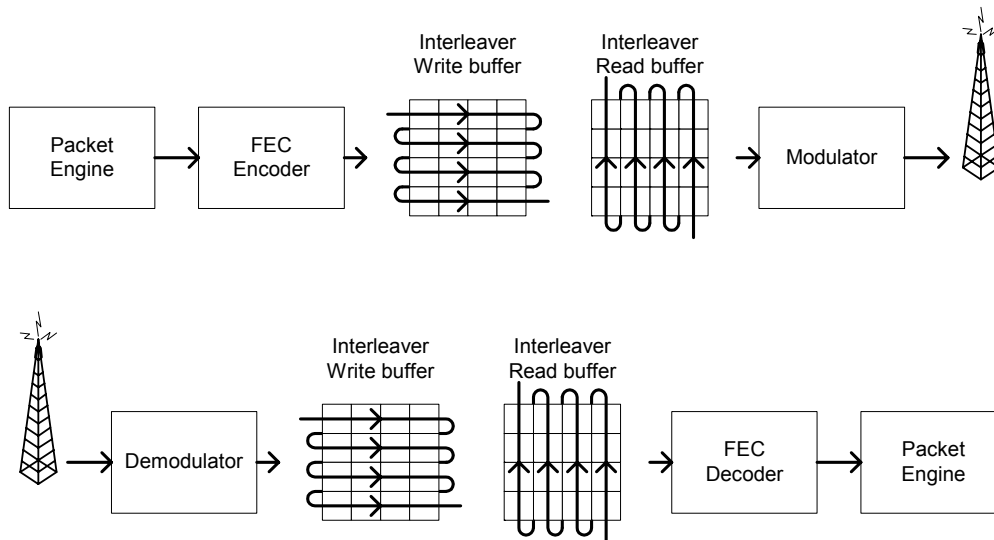 Interleaver
Write buffer
Interleaver
Read buffer
Packet
Engine
FEC
Encoder
Modulator
Interleaver
Write buffer
Interleaver
Read buffer
Demodulator
FEC
Decoder
Packet
Engine